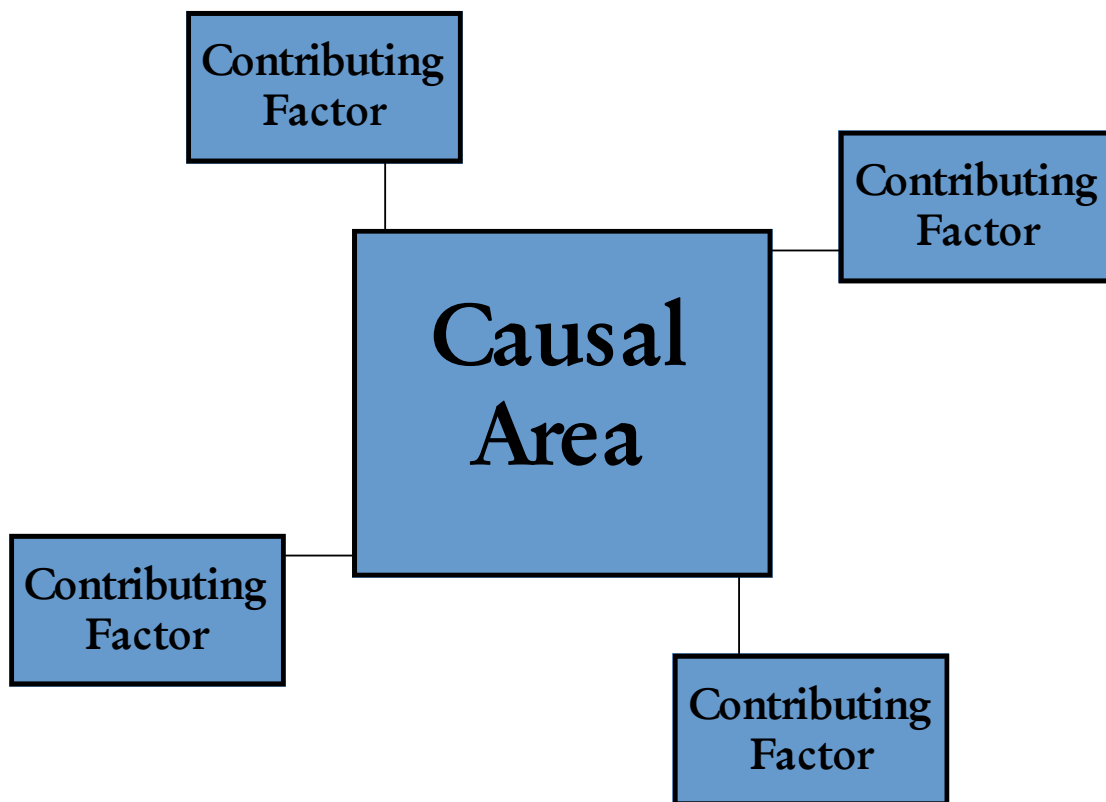 Contributing
Factor
Contributing
Factor
Causal
Area
Contributing
Factor
Contributing
Factor